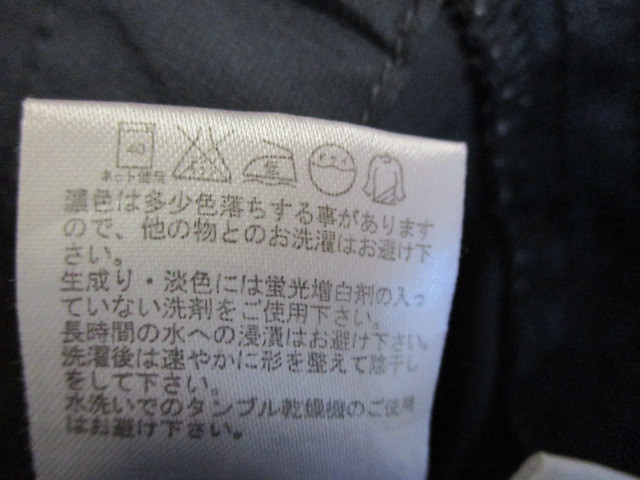 40
ネット使用
濃色は多少色落ちする事があります
ので、他の物とのお洗濯はお避け下
さい。
生成り・淡色には蛍光増白剤の入っ
ていない洗剤をご使用下さい。
長時間の水への浸漬はお避け下さい。
洗濯後は速やかに形を整えて陰干し
をして下さい。
水洗いでのタンブル乾燥機のご使用
はお避け下さい。